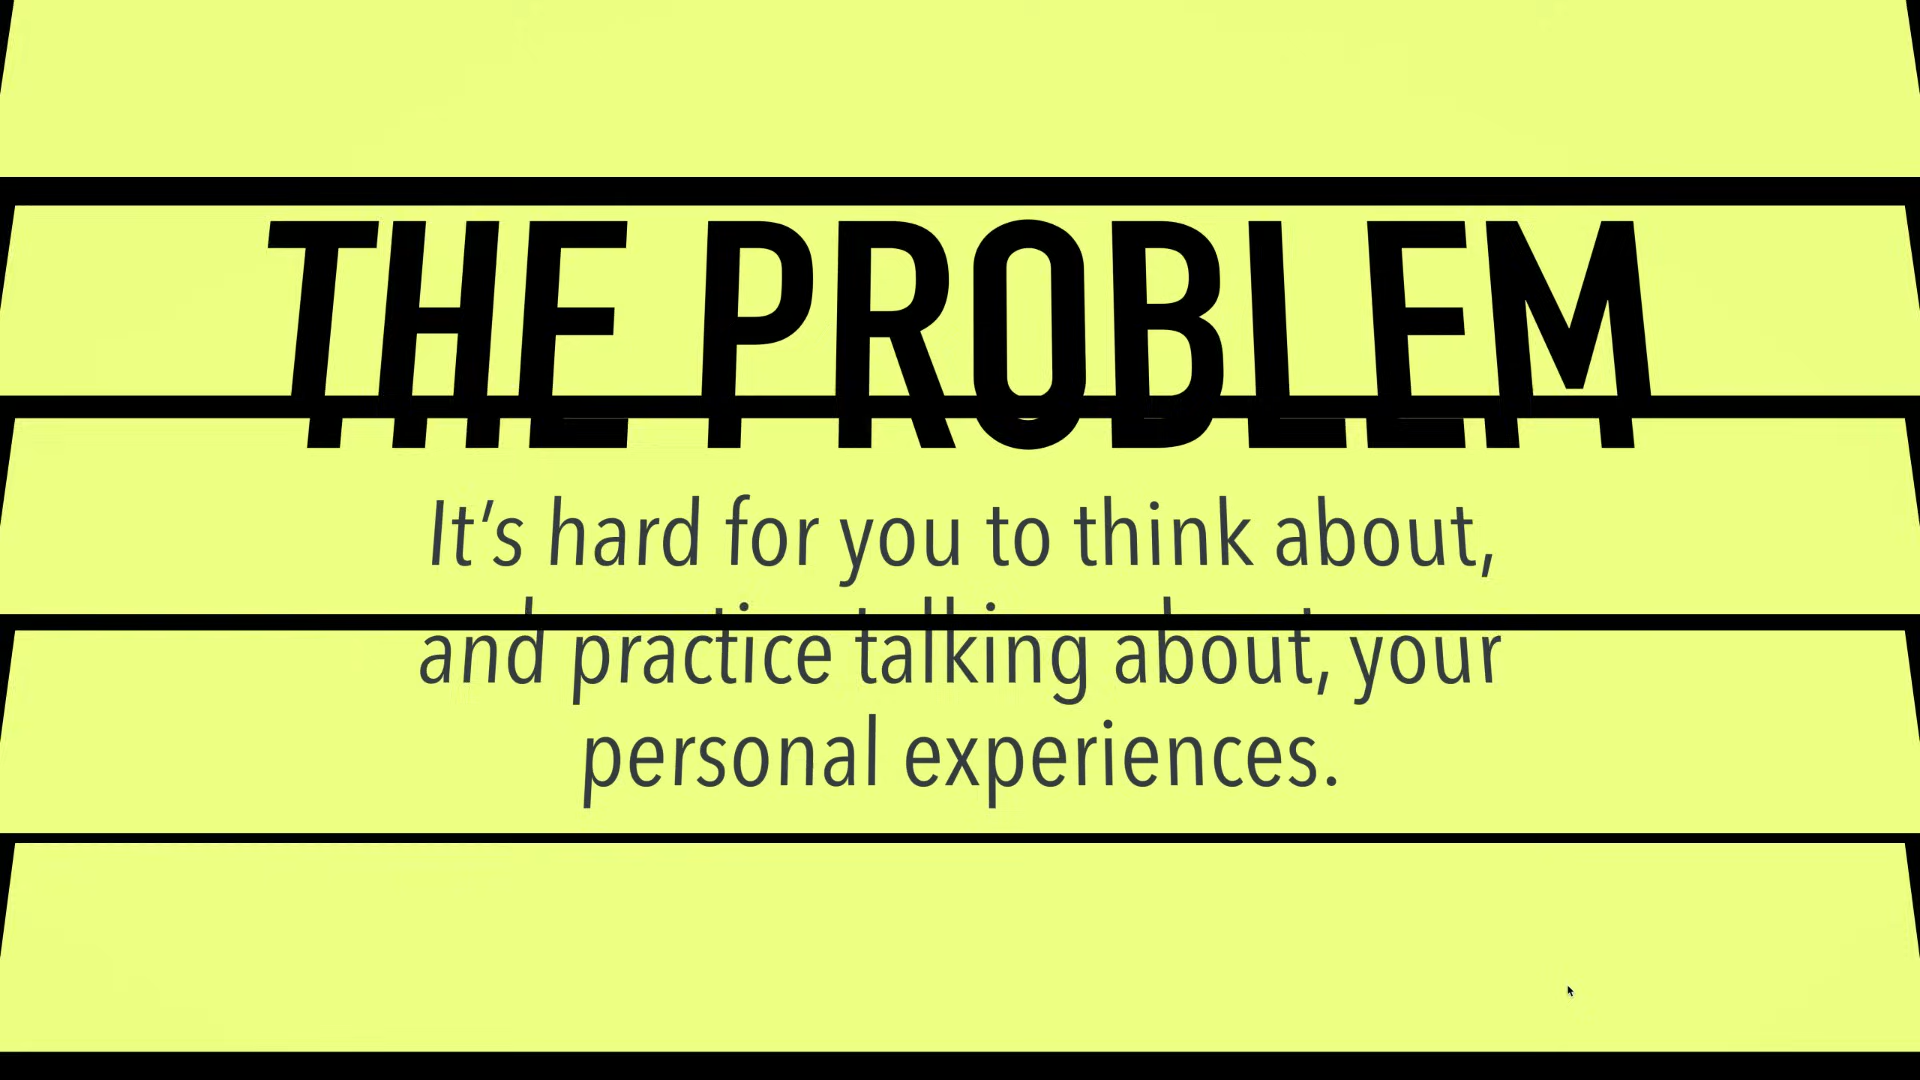 THE PROBLEM
It’s hard for you to think about,
and practice talking about, your
personal experiences.